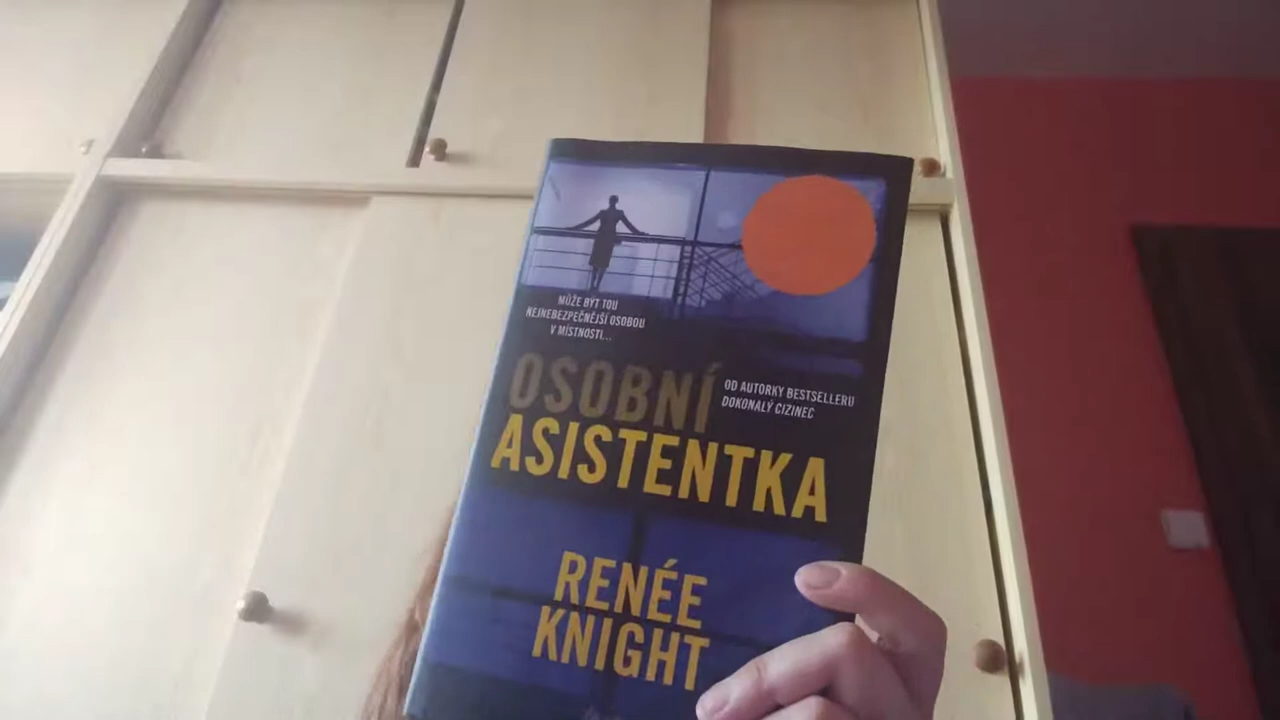 MŮŽE BÝT TOU
NEJNEBEZPEČNĚJŠÍ OSOBOU
V MÍSTNOSTI...
OSOBNÍ
ASISTENTKA
OD AUTORKY BESTSELLERU
DOKONALÝ CIZINEC
RENÉE
KNIGHT